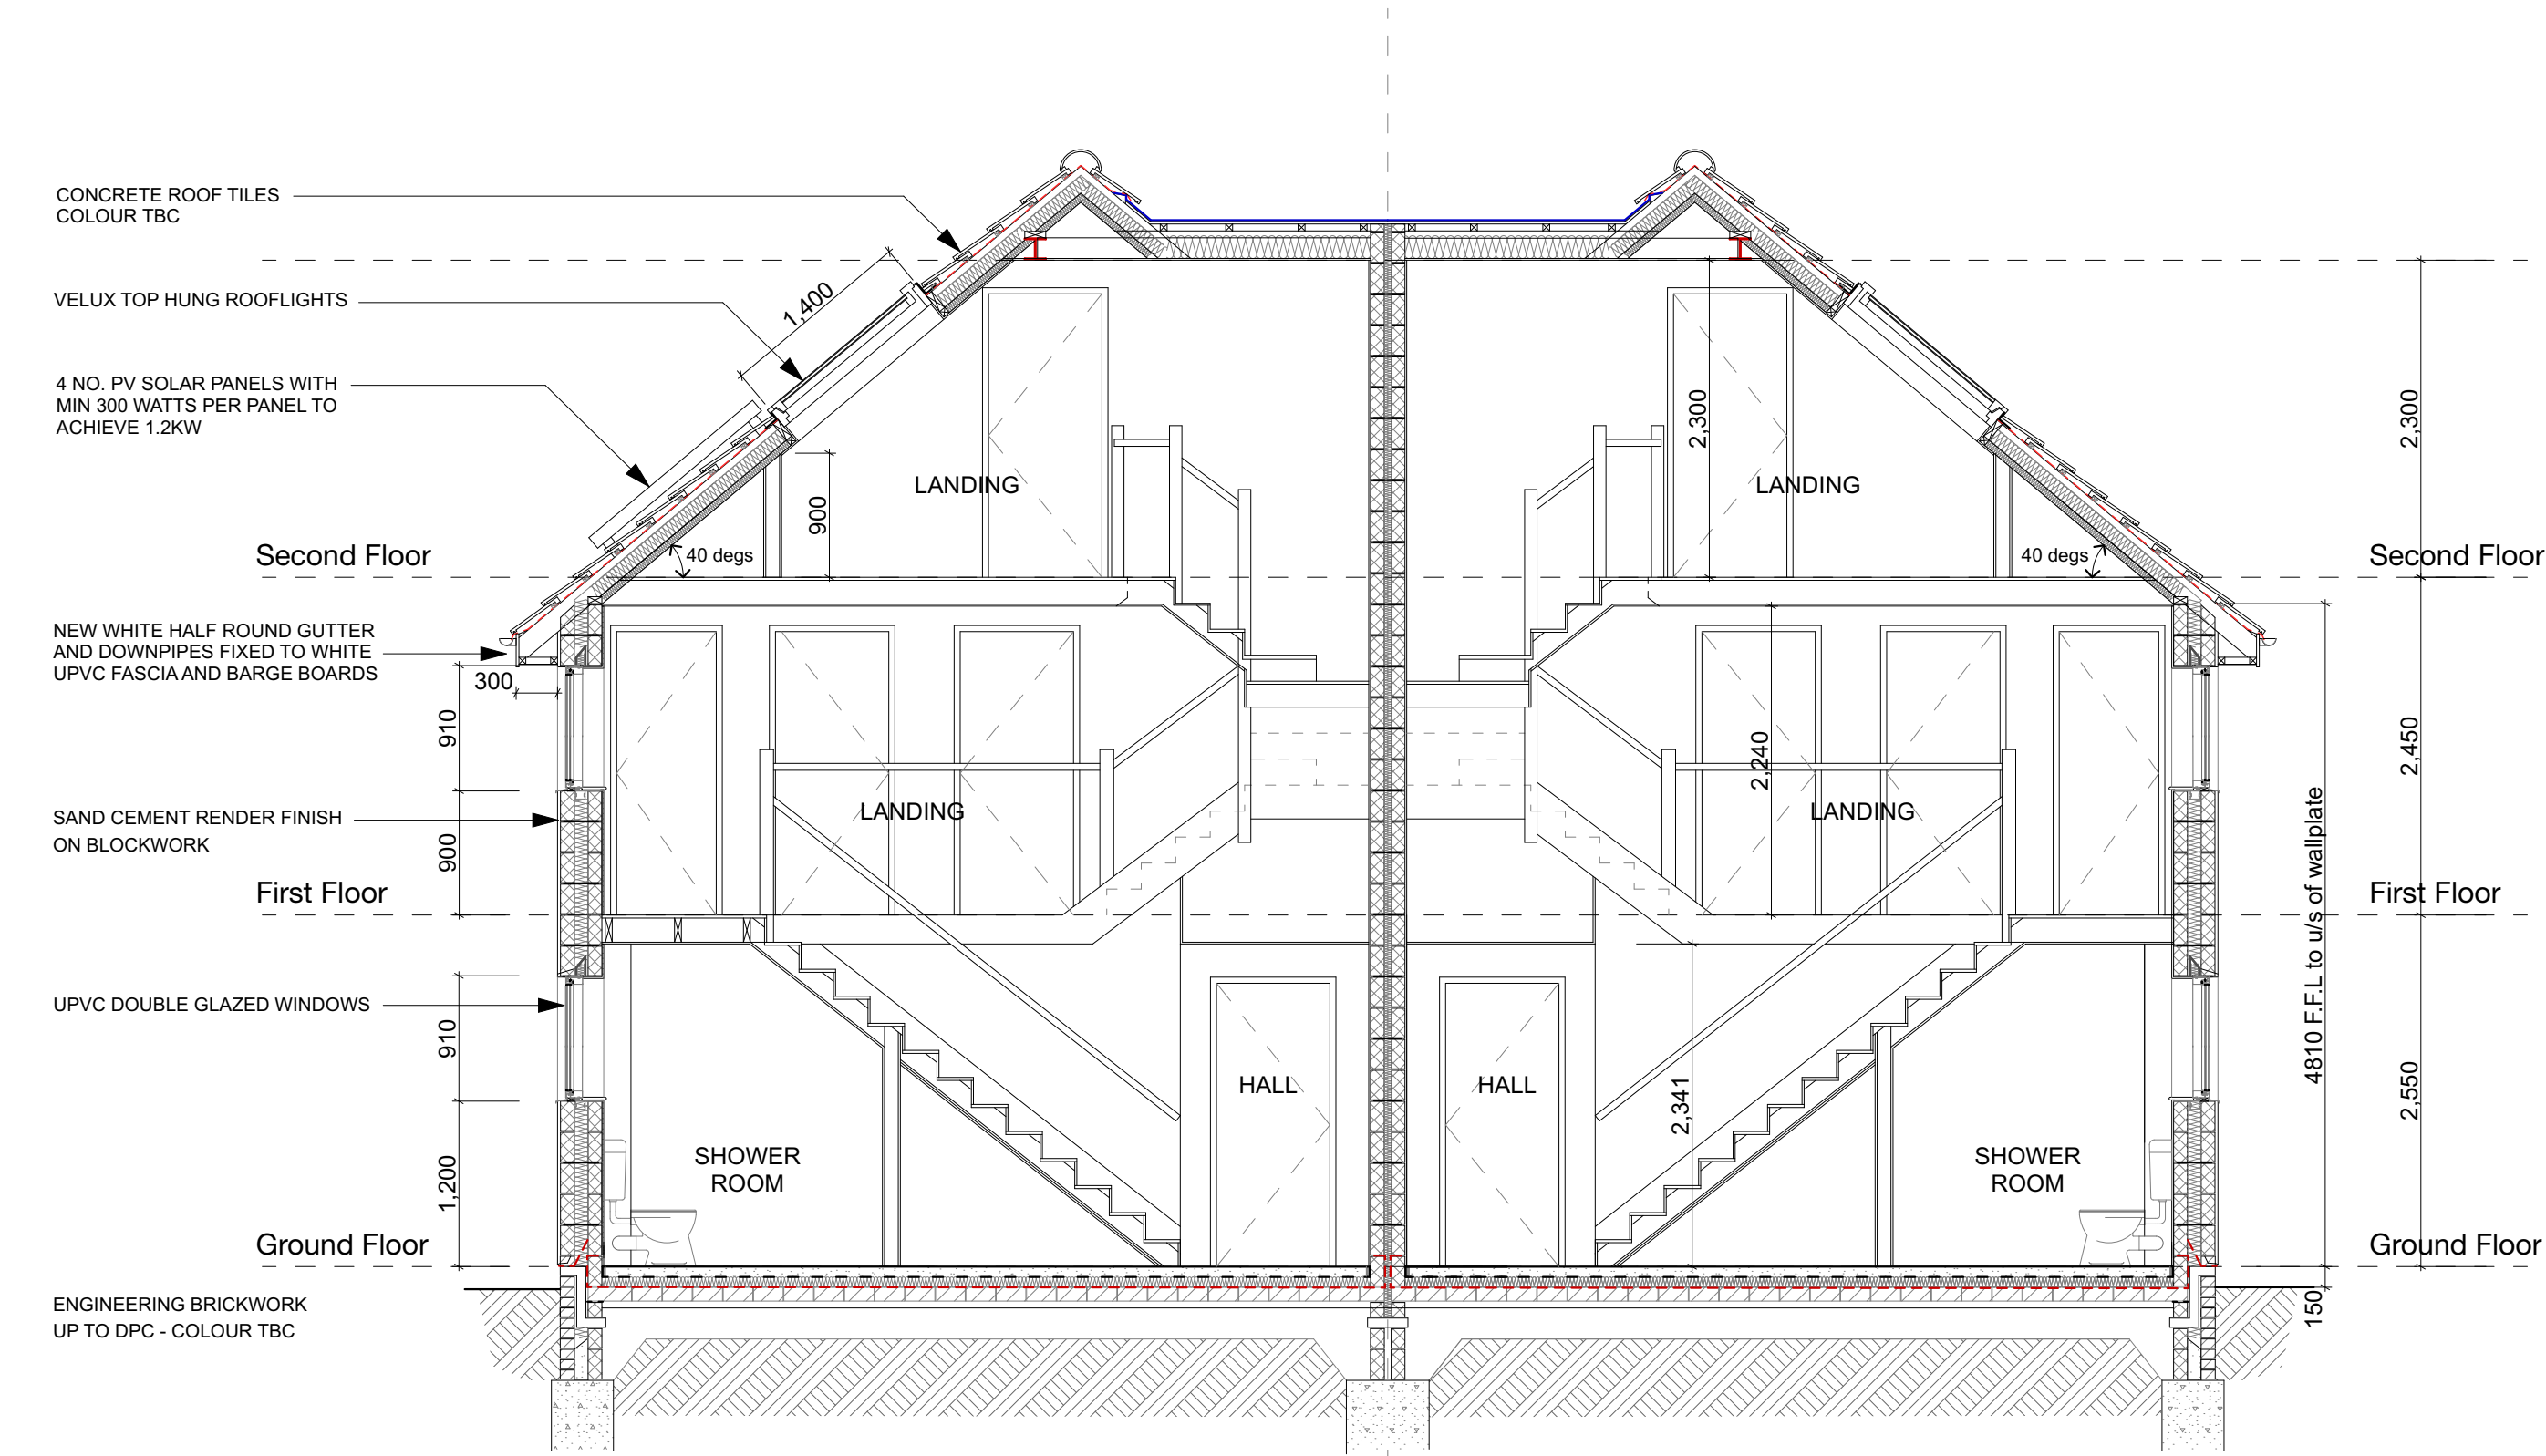 CONCRETE ROOF TILES
COLOUR TBC
VELUX TOP HUNG ROOFLIGHTS
1,400
4 NO. PV SOLAR PANELS WITH
MIN 300 WATTS PER PANEL TO
ACHIEVE 1.2KW
2,300
2,300
LANDING
LANDING
900
40 degs
40 degs
Second Floor
Second Floor
NEW WHITE HALF ROUND GUTTER
AND DOWNPIPES FIXED TO WHITE
UPVC FASCIA AND BARGE BOARDS
300
910
2,240
2,450
LANDING
LANDING
SAND CEMENT RENDER FINISH
ON BLOCKWORK
900
4810 F.F.L to u/s of wallplate
First Floor
First Floor
UPVC DOUBLE GLAZED WINDOWS
910
HALL
HALL
2,341
2,550
SHOWER
ROOM
SHOWER
ROOM
1,200
Ground Floor
Ground Floor
ENGINEERING BRICKWORK
UP TO DPC - COLOUR TBC
150